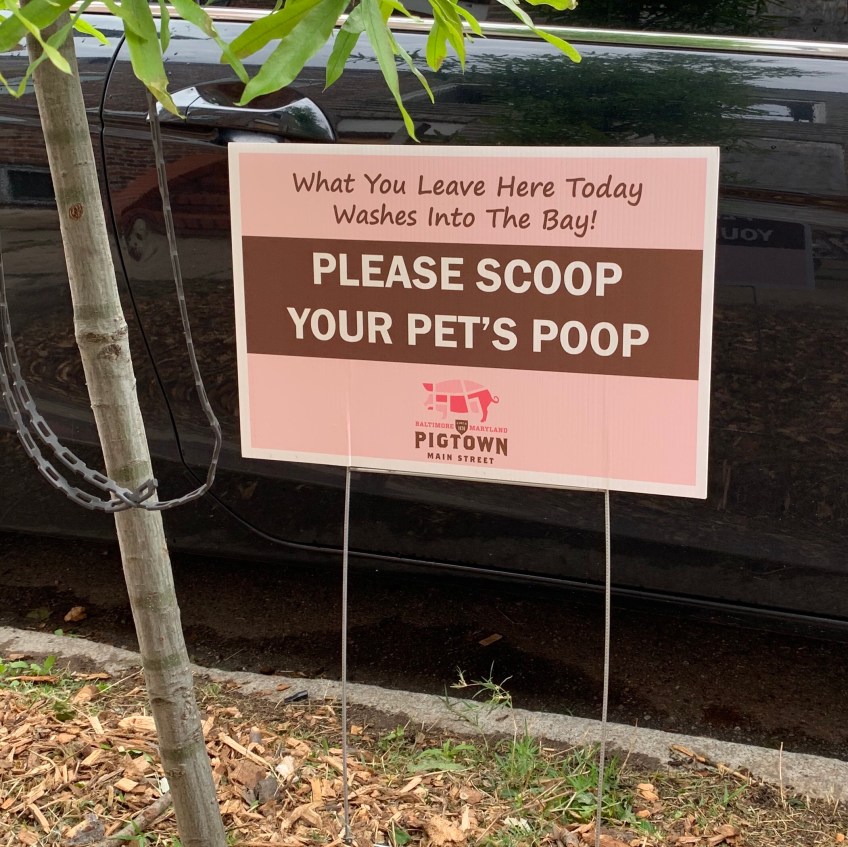 What You Leave Here Today
Washes Into The Bay!
PLEASE SCOOP
YOUR PET'S POOP
BALTIMORE MARYLAND
PIGTOWN
MAIN STREET
YOU